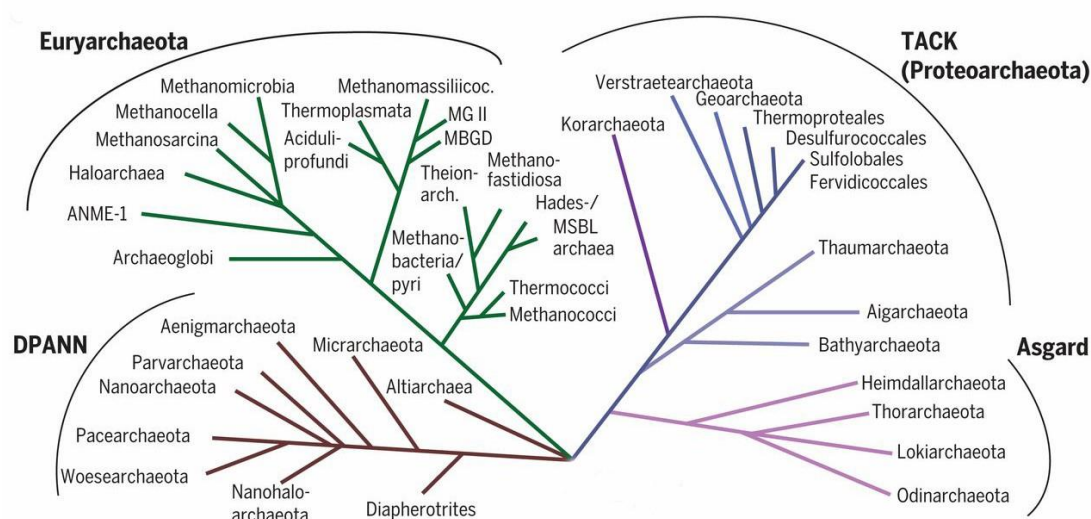 Euryarchaeota
Methanomicrobia
Methanocella
Methanosarcina
Haloarchaea
ANME-1
Archaeoglobi
Methanomassiliicoc.
Thermoplasmata
MG II
MBGD
Aciduli-
profundi
Theion-
arch.
Methano-
fastidiosa
Hades-/
MSBL
archaea
Methano-
bacteria/
pyri
Thermococci
Methanococci
TACK
(Proteoarchaeota)
Verstraetearchaeota
Geoarchaeota
Thermoproteales
Desulfurococcales
Sulfolobales
Fervidicoccales
Korarchaeota
Thaumarchaeota
Aigarchaeota
Bathyarchaeota
DPANN
Aenigmarchaeota
Parvarchaeota
Nanoarchaeota
Pacearchaeota
Woesearchaeota
Nanohalo-
archaeota
Micrarchaeota
Altiarchaea
Diapherotrites
Asgard
Heimdallarchaeota
Thorarchaeota
Lokiarchaeota
Odinarchaeota